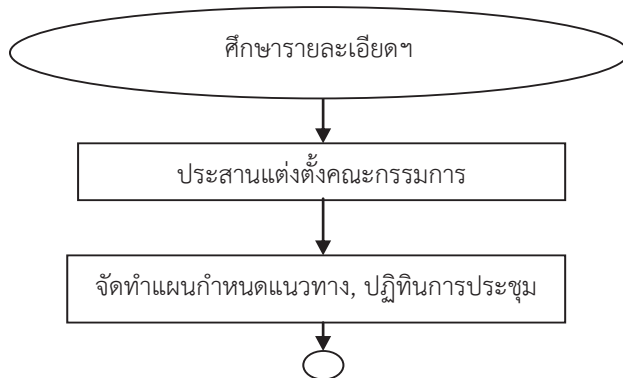 ศึกษารายละเอียดฯ
ประสานแต่งตั้งคณะกรรมการ
จัดทำแผนกำหนดแนวทาง, ปฏิทินการประชุม